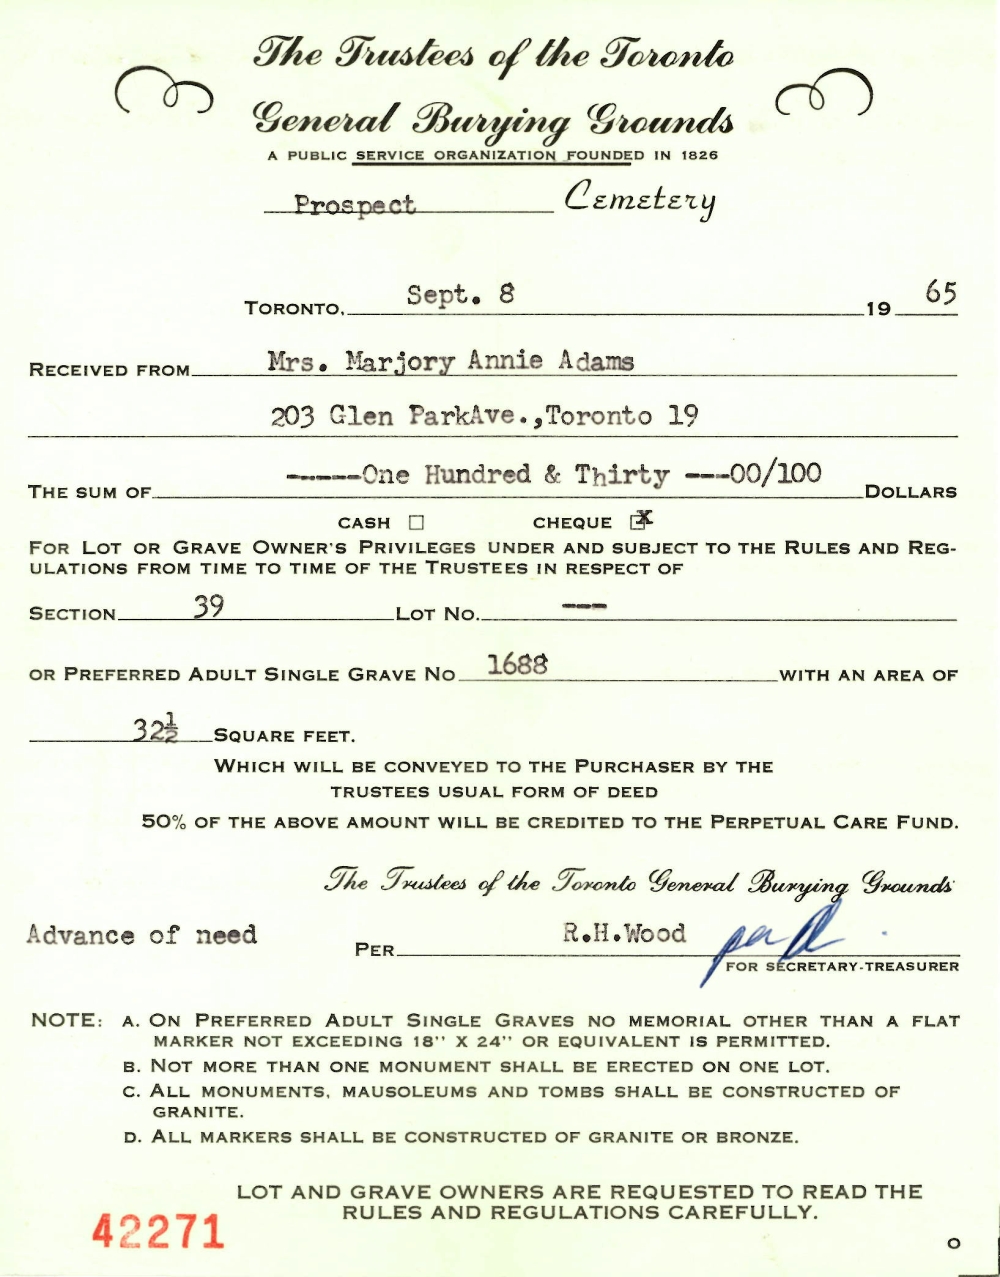 The Trustees of the Toronto
General Burying Grounds
A PUBLIC SERVICE ORGANIZATION FOUNDED IN 1826
Prospect Cemetery
TORONTO, Sept. 8 19 65
RECEIVED FROM Mrs. Marjory Annie Adams
203 Glen ParkAve.,Toronto 19
THE SUM OF -----One Hundred & Thirty ---00/100 DOLLARS
CASH □ CHEQUE x
FOR LOT OR GRAVE OWNER'S PRIVILEGES UNDER AND SUBJECT TO THE RULES AND REG-
ULATIONS FROM TIME TO TIME OF THE TRUSTEES IN RESPECT OF
SECTION 39 LOT NO. ---
OR PREFERRED ADULT SINGLE GRAVE NO 1688 WITH AN AREA OF
32½ SQUARE FEET.
WHICH WILL BE CONVEYED TO THE PURCHASER BY THE
TRUSTEES USUAL FORM OF DEED
50% OF THE ABOVE AMOUNT WILL BE CREDITED TO THE PERPETUAL CARE FUND.
The Trustees of the Toronto General Burying Grounds
Advance of need PER R.H.Wood
FOR SECRETARY-TREASURER
NOTE: A. ON PREFERRED ADULT SINGLE GRAVES NO MEMORIAL OTHER THAN A FLAT
MARKER NOT EXCEEDING 18" X 24" OR EQUIVALENT IS PERMITTED.
B. NOT MORE THAN ONE MONUMENT SHALL BE ERECTED ON ONE LOT.
C. ALL MONUMENTS, MAUSOLEUMS AND TOMBS SHALL BE CONSTRUCTED OF
GRANITE.
D. ALL MARKERS SHALL BE CONSTRUCTED OF GRANITE OR BRONZE.
LOT AND GRAVE OWNERS ARE REQUESTED TO READ THE
RULES AND REGULATIONS CAREFULLY.
42271
O